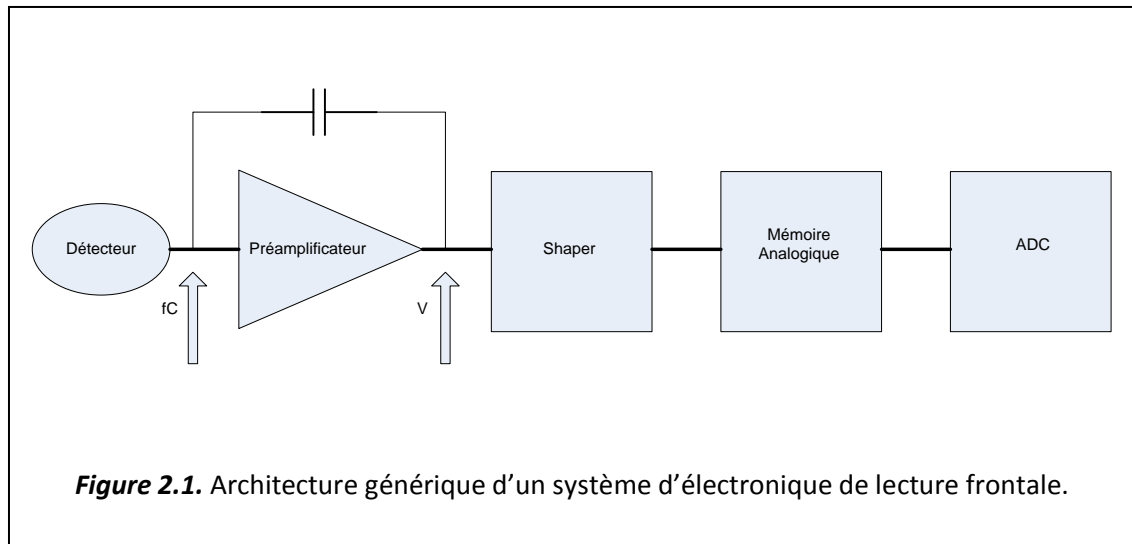 Détecteur
Préamplificateur
Shaper
Mémoire
Analogique
ADC
fC
V
Figure 2.1. Architecture générique d'un système d'électronique de lecture frontale.